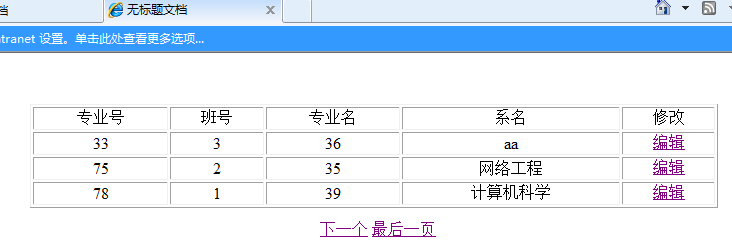 档 无标题文档
ntranet 设置。单击此处查看更多选项...
专业号 班号 专业名 系名 修改
33 3 36 aa 编辑
75 2 35 网络工程 编辑
78 1 39 计算机科学 编辑
下一个 最后一页